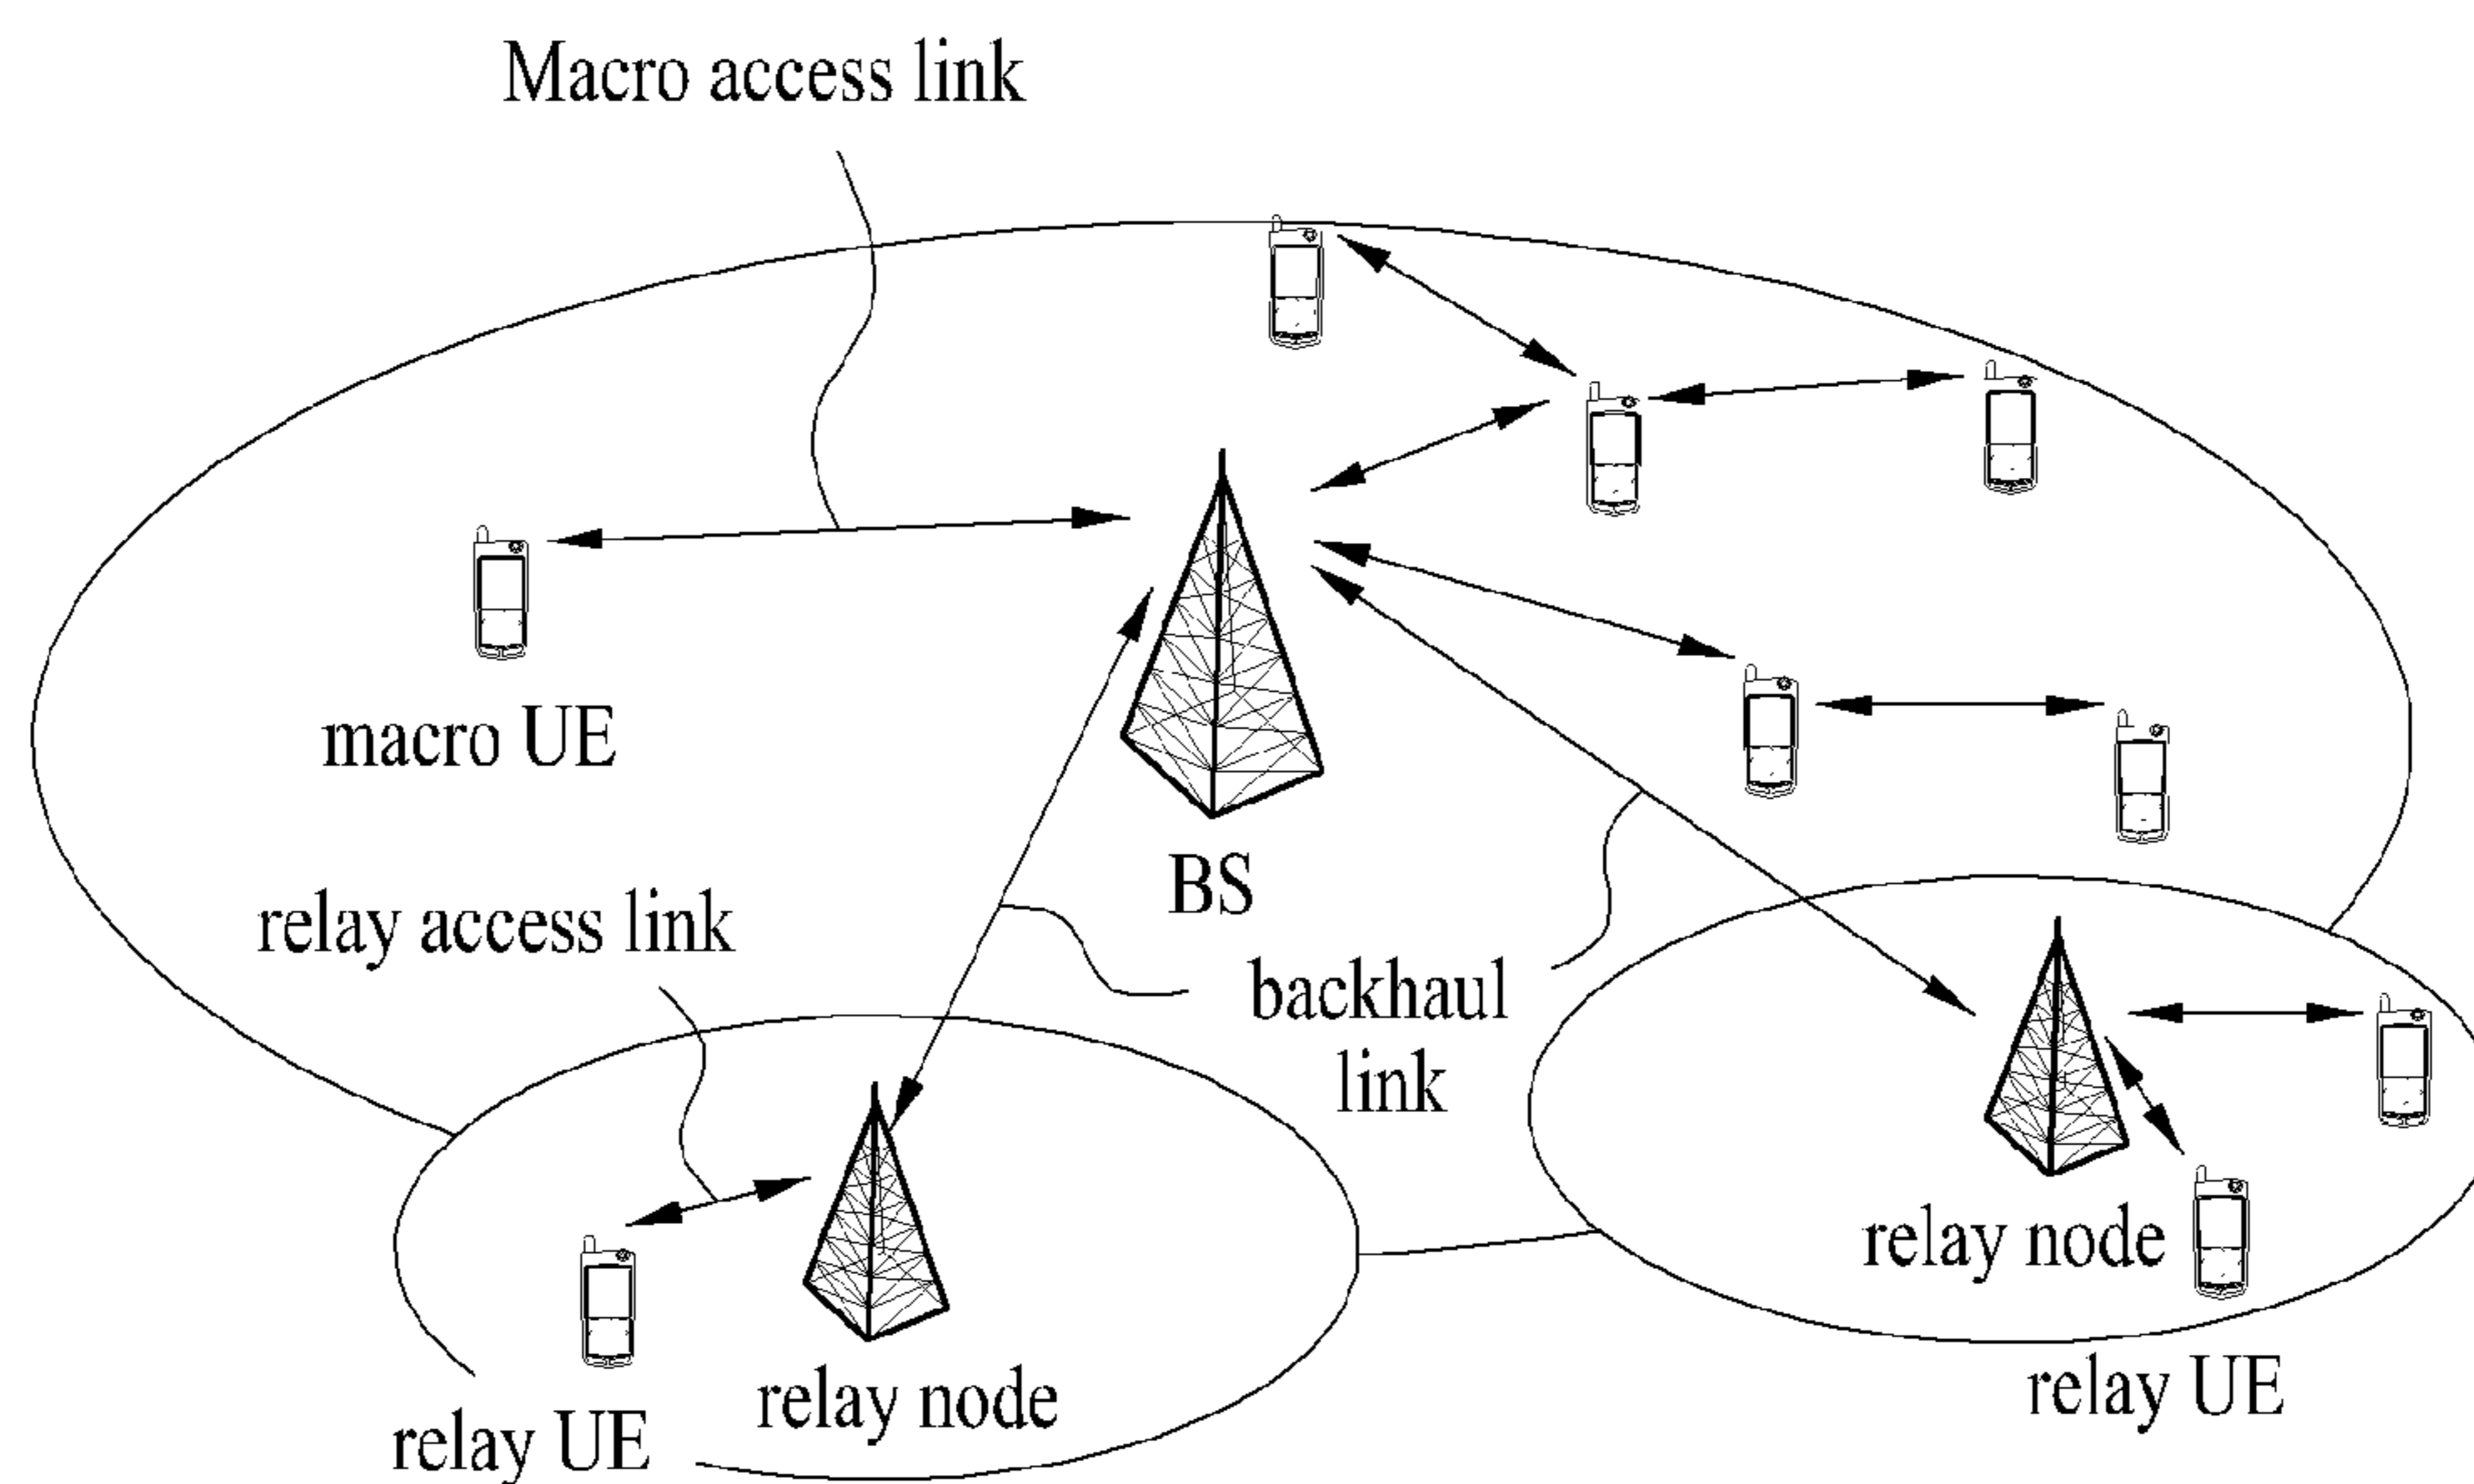 Macro access link
macro UE
BS
relay access link
backhaul
link
relay node
relay node
relay UE
relay UE